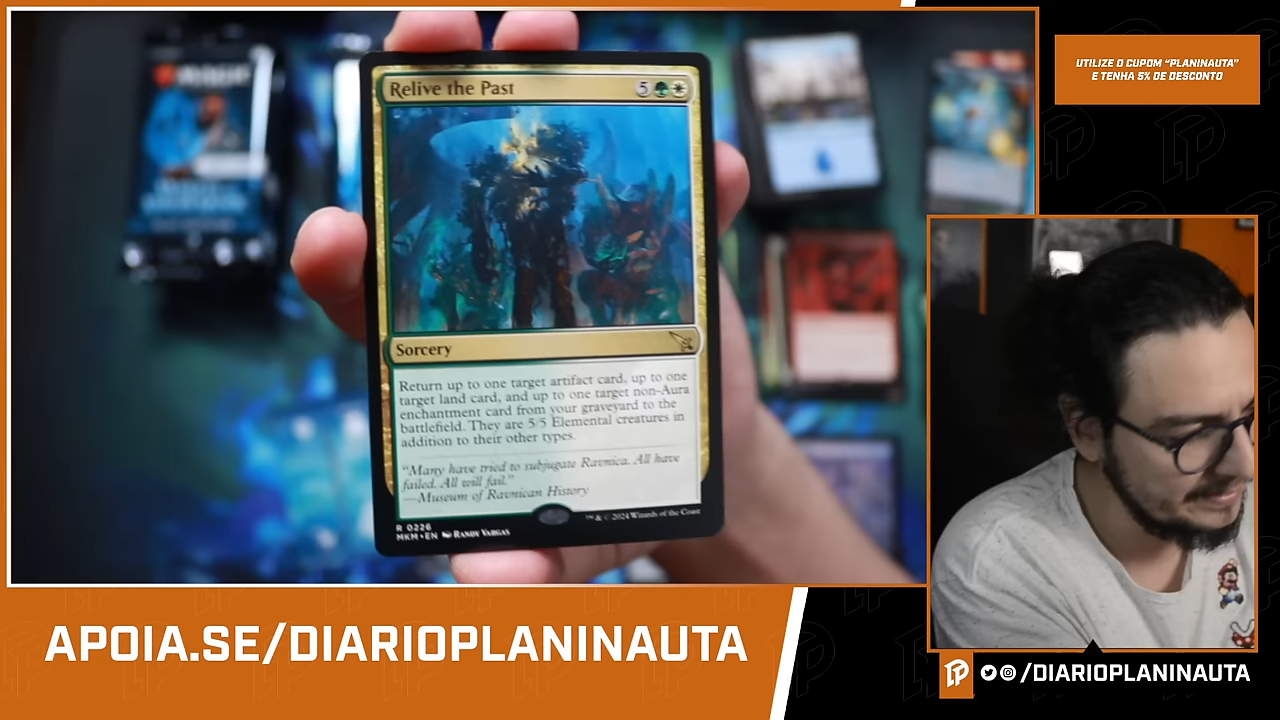 UTILIZE O CUPOM "PLANINAUTA"
E TENHA 5% DE DESCONTO
Relive the Past
5
Sorcery
Return up to one target artifact card, up to one
target land card, and up to one target non-Aura
enchantment card from your graveyard to the
battlefield. They are 5/5 Elemental creatures in
addition to their other types.
"Many have tried to subjugate Ravnica. All have
failed. All will fail."
—Museum of Ravnican History
R 0226
MKM • EN RANDY VARGAS
™ & © 2024 Wizards of the Coast
APOIA.SE/DIARIOPLANINAUTA
/DIARIOPLANINAUTA